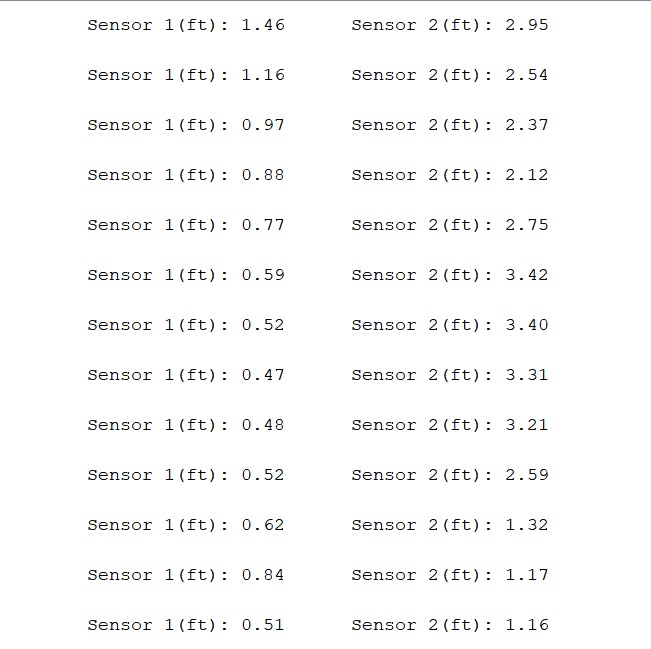 Sensor 1(ft): 1.46 Sensor 2(ft): 2.95
Sensor 1(ft): 1.16 Sensor 2(ft): 2.54
Sensor 1(ft): 0.97 Sensor 2(ft): 2.37
Sensor 1(ft): 0.88 Sensor 2(ft): 2.12
Sensor 1(ft): 0.77 Sensor 2(ft): 2.75
Sensor 1(ft): 0.59 Sensor 2(ft): 3.42
Sensor 1(ft): 0.52 Sensor 2(ft): 3.40
Sensor 1(ft): 0.47 Sensor 2(ft): 3.31
Sensor 1(ft): 0.48 Sensor 2(ft): 3.21
Sensor 1(ft): 0.52 Sensor 2(ft): 2.59
Sensor 1(ft): 0.62 Sensor 2(ft): 1.32
Sensor 1(ft): 0.84 Sensor 2(ft): 1.17
Sensor 1(ft): 0.51 Sensor 2(ft): 1.16